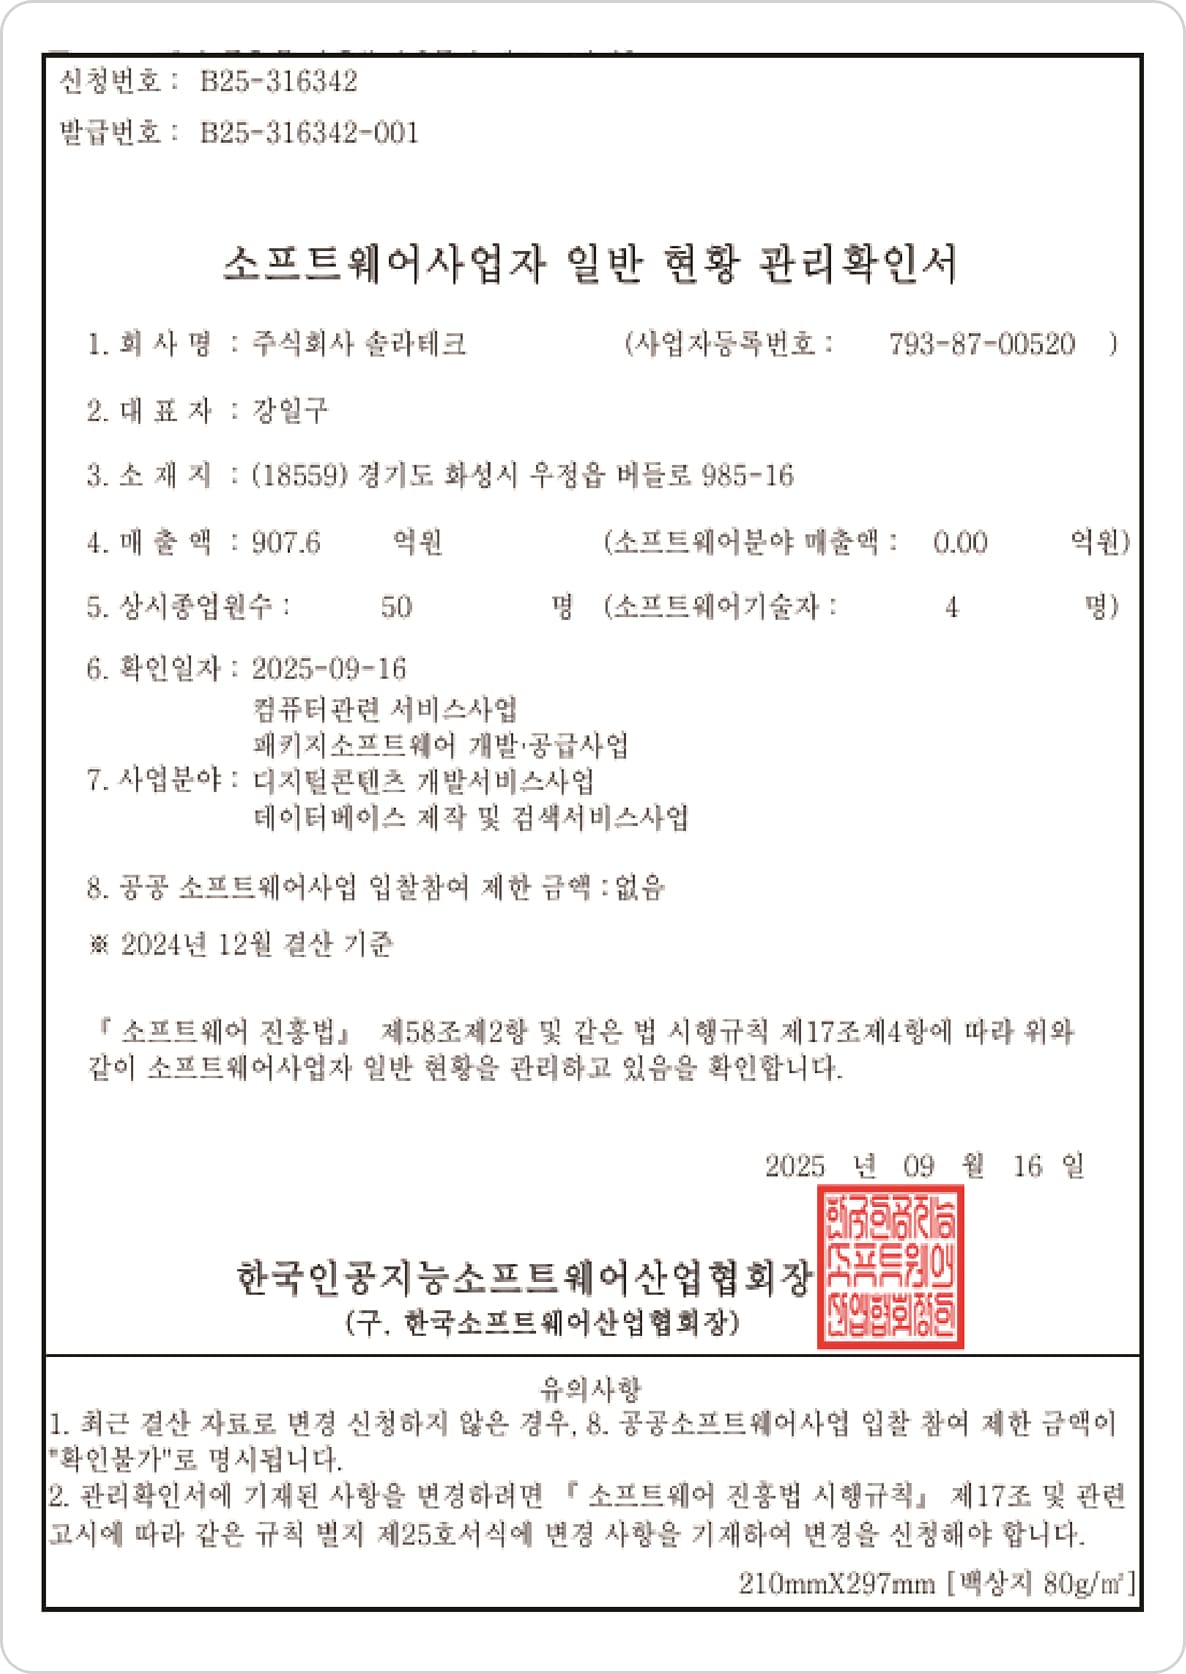 신청번호 : B25-316342
발급번호 : B25-316342-001
소프트웨어사업자 일반 현황 관리확인서
1. 회 사 명 : 주식회사 솔라테크 (사업자등록번호 : 793-87-00520 )
2. 대 표 자 : 강일구
3. 소 재 지 : (18559) 경기도 화성시 우정읍 버들로 985-16
4. 매 출 액 : 907.6 억원 (소프트웨어분야 매출액 : 0.00 억원)
5. 상시종업원수 : 50 명 (소프트웨어기술자 : 4 명)
6. 확인일자 : 2025-09-16
컴퓨터관련 서비스사업
패키지소프트웨어 개발·공급사업
7. 사업분야 : 디지털콘텐츠 개발서비스사업
데이터베이스 제작 및 검색서비스사업
8. 공공 소프트웨어사업 입찰참여 제한 금액 : 없음
※ 2024년 12월 결산 기준
『 소프트웨어 진흥법』 제58조제2항 및 같은 법 시행규칙 제17조제4항에 따라 위와
같이 소프트웨어사업자 일반 현황을 관리하고 있음을 확인합니다.
2025 년 09 월 16 일
한국인공지능소프트웨어산업협회장
(구. 한국소프트웨어산업협회장)
유의사항
1. 최근 결산 자료로 변경 신청하지 않은 경우, 8. 공공소프트웨어사업 입찰 참여 제한 금액이
"확인불가"로 명시됩니다.
2. 관리확인서에 기재된 사항을 변경하려면 『 소프트웨어 진흥법 시행규칙』 제17조 및 관련
고시에 따라 같은 규칙 별지 제25호서식에 변경 사항을 기재하여 변경을 신청해야 합니다.
210mmX297mm [백상지 80g/㎡]